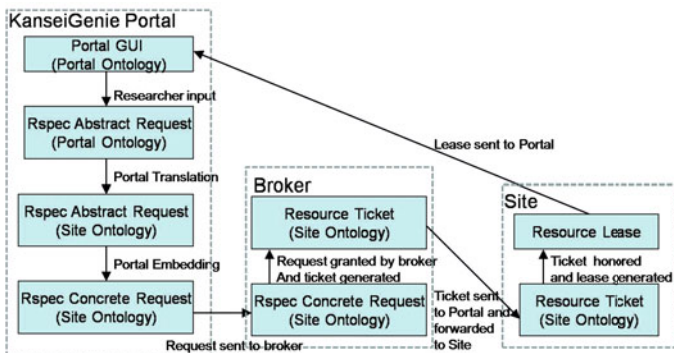 KanseiGenie Portal
Portal GUI
(Portal Ontology)
Researcher input
Rspec Abstract Request
(Portal Ontology)
Portal Translation
Rspec Abstract Request
(Site Ontology)
Portal Embedding
Rspec Concrete Request
(Site Ontology)
Request sent to broker
Broker
Resource Ticket
(Site Ontology)
Request granted by broker
And ticket generated
Rspec Concrete Request
(Site Ontology)
Lease sent to Portal
Ticket sent
to Portal and
forwarded
to Site
Site
Resource Lease
Ticket honored
and lease generated
Resource Ticket
(Site Ontology)